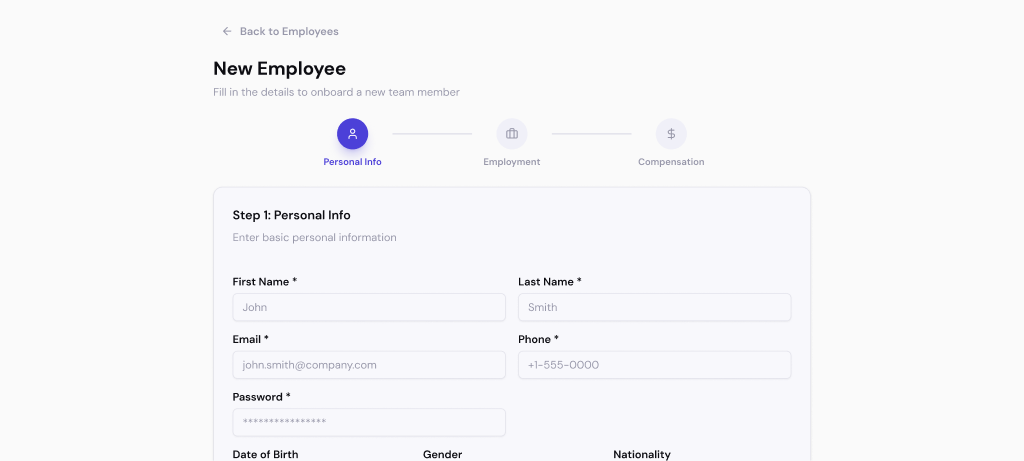 Back to Employees
New Employee
Fill in the details to onboard a new team member
Personal Info Employment Compensation
Step 1: Personal Info
Enter basic personal information
First Name * Last Name *
John Smith
Email * Phone *
john.smith@company.com +1-555-0000
Password *
****************
Date of Birth Gender Nationality